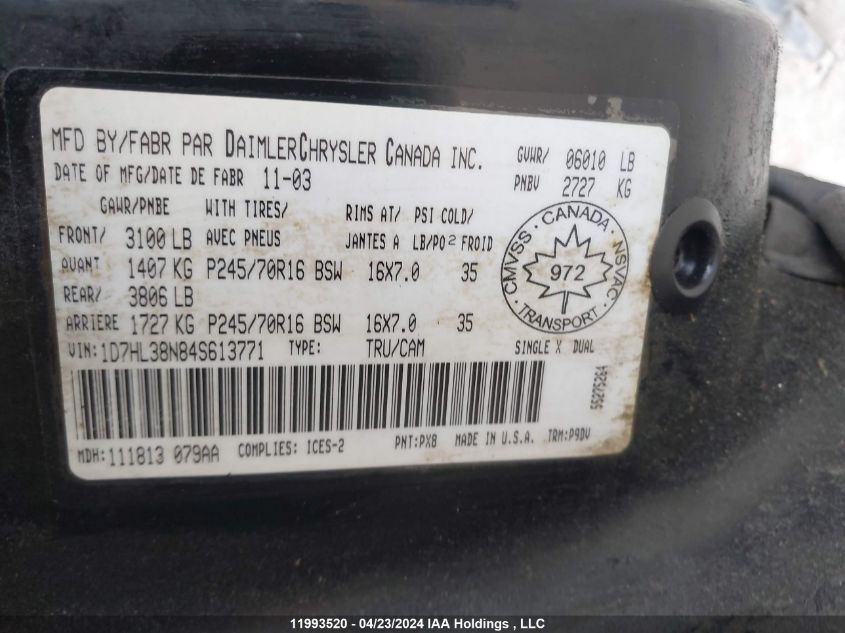 MFD BY/FABR PAR DAIMLERCHRYSLER CANADA INC.
GVWR/ 06010 LB
DATE OF MFG/DATE DE FABR 11-03
PNBV 2727 KG
GAWR/PNBE WITH TIRES/ RIMS AT/ PSI COLD/
FRONT/ 3100 LB AVEC PNEUS JANTES A LB/PO2 FROID
AVANT 1407 KG P245/70R16 BSW 16X7.0 35
REAR/ 3806 LB
ARRIERE 1727 KG P245/70R16 BSW 16X7.0 35
CANADA
CMVSS NSVAC
972
TRANSPORT
VIN:1D7HL38N84S613771 TYPE: TRU/CAM SINGLE X DUAL
55275264
MDH:111813 079AA COMPLIES: ICES-2 PNT:PX8 MADE IN U.S.A. TRM:P9DV
11993520 - 04/23/2024 IAA Holdings , LLC